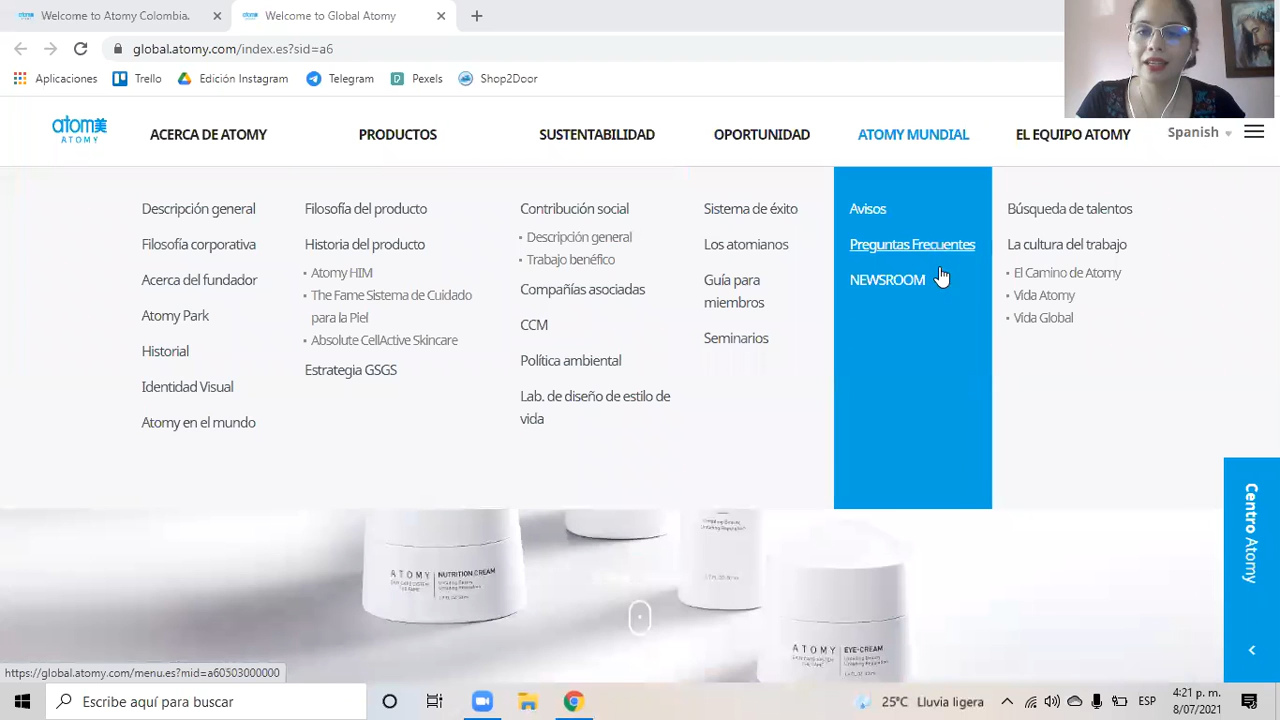 Welcome to Atomy Colombia.
Welcome to Global Atomy
global.atomy.com/index.es?sid=a6
Aplicaciones
Trello
Edición Instagram
Telegram
Pexels
Shop2Door
atom美
ATOMY
ACERCA DE ATOMY
PRODUCTOS
SUSTENTABILIDAD
OPORTUNIDAD
ATOMY MUNDIAL
EL EQUIPO ATOMY
Spanish
Descripción general
Filosofía corporativa
Acerca del fundador
Atomy Park
Historial
Identidad Visual
Atomy en el mundo
Filosofía del producto
Historia del producto
Atomy HIM
The Fame Sistema de Cuidado
para la Piel
Absolute CellActive Skincare
Estrategia GSGS
Contribución social
Descripción general
Trabajo benéfico
Compañías asociadas
CCM
Política ambiental
Lab. de diseño de estilo de
vida
Sistema de éxito
Los atomianos
Guía para
miembros
Seminarios
Avisos
Preguntas Frecuentes
NEWSROOM
Búsqueda de talentos
La cultura del trabajo
El Camino de Atomy
Vida Atomy
Vida Global
Centro Atomy
ATOMY NUTRITION CREAM
ATOMY EYE-CREAM
https://global.atomy.com/menu.es?mid=a60503000000
Escribe aquí para buscar
25°C Lluvia ligera
ESP
4:21 p. m.
8/07/2021